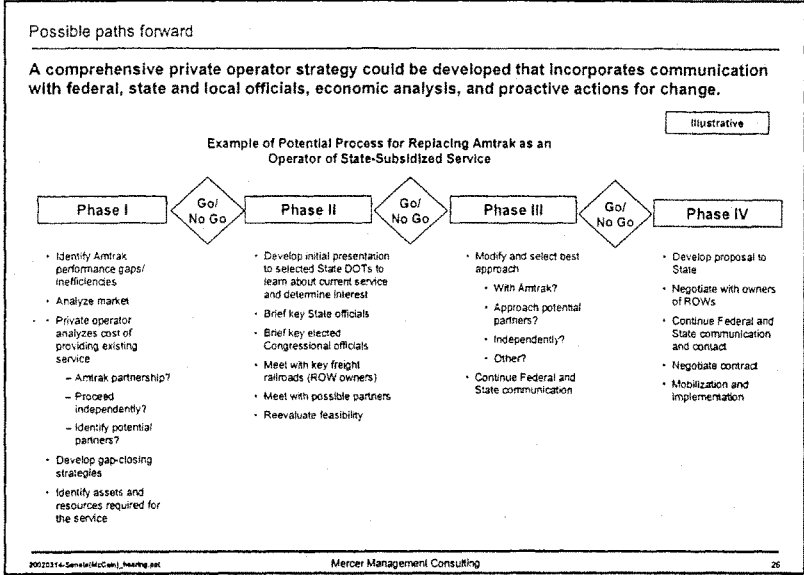 Possible paths forward
A comprehensive private operator strategy could be developed that incorporates communication
with federal, state and local officials, economic analysis, and proactive actions for change.
Illustrative
Example of Potential Process for Replacing Amtrak as an
Operator of State-Subsidized Service
Phase I
Go/
No Go
Phase II
Go/
No Go
Phase III
Go/
No Go
Phase IV
• Identify Amtrak
performance gaps/
inefficiencies
• Analyze market
• Private operator
analyzes cost of
providing existing
service
– Amtrak partnership?
– Proceed
independently?
– Identify potential
partners?
• Develop gap-closing
strategies
• Identify assets and
resources required for
the service
• Develop initial presentation
to selected State DOTs to
learn about current service
and determine interest
• Brief key State officials
• Brief key elected
Congressional officials
• Meet with key freight
railroads (ROW owners)
• Meet with possible partners
• Reevaluate feasibility
• Modify and select best
approach
• With Amtrak?
• Approach potential
partners?
• Independently?
• Other?
• Continue Federal and
State communication
• Develop proposal to
State
• Negotiate with owners
of ROWs
• Continue Federal and
State communication
and contact
• Negotiate contract
• Mobilization and
implementation
20020314-Senate(McCain)_hearing.ppt
Mercer Management Consulting
26